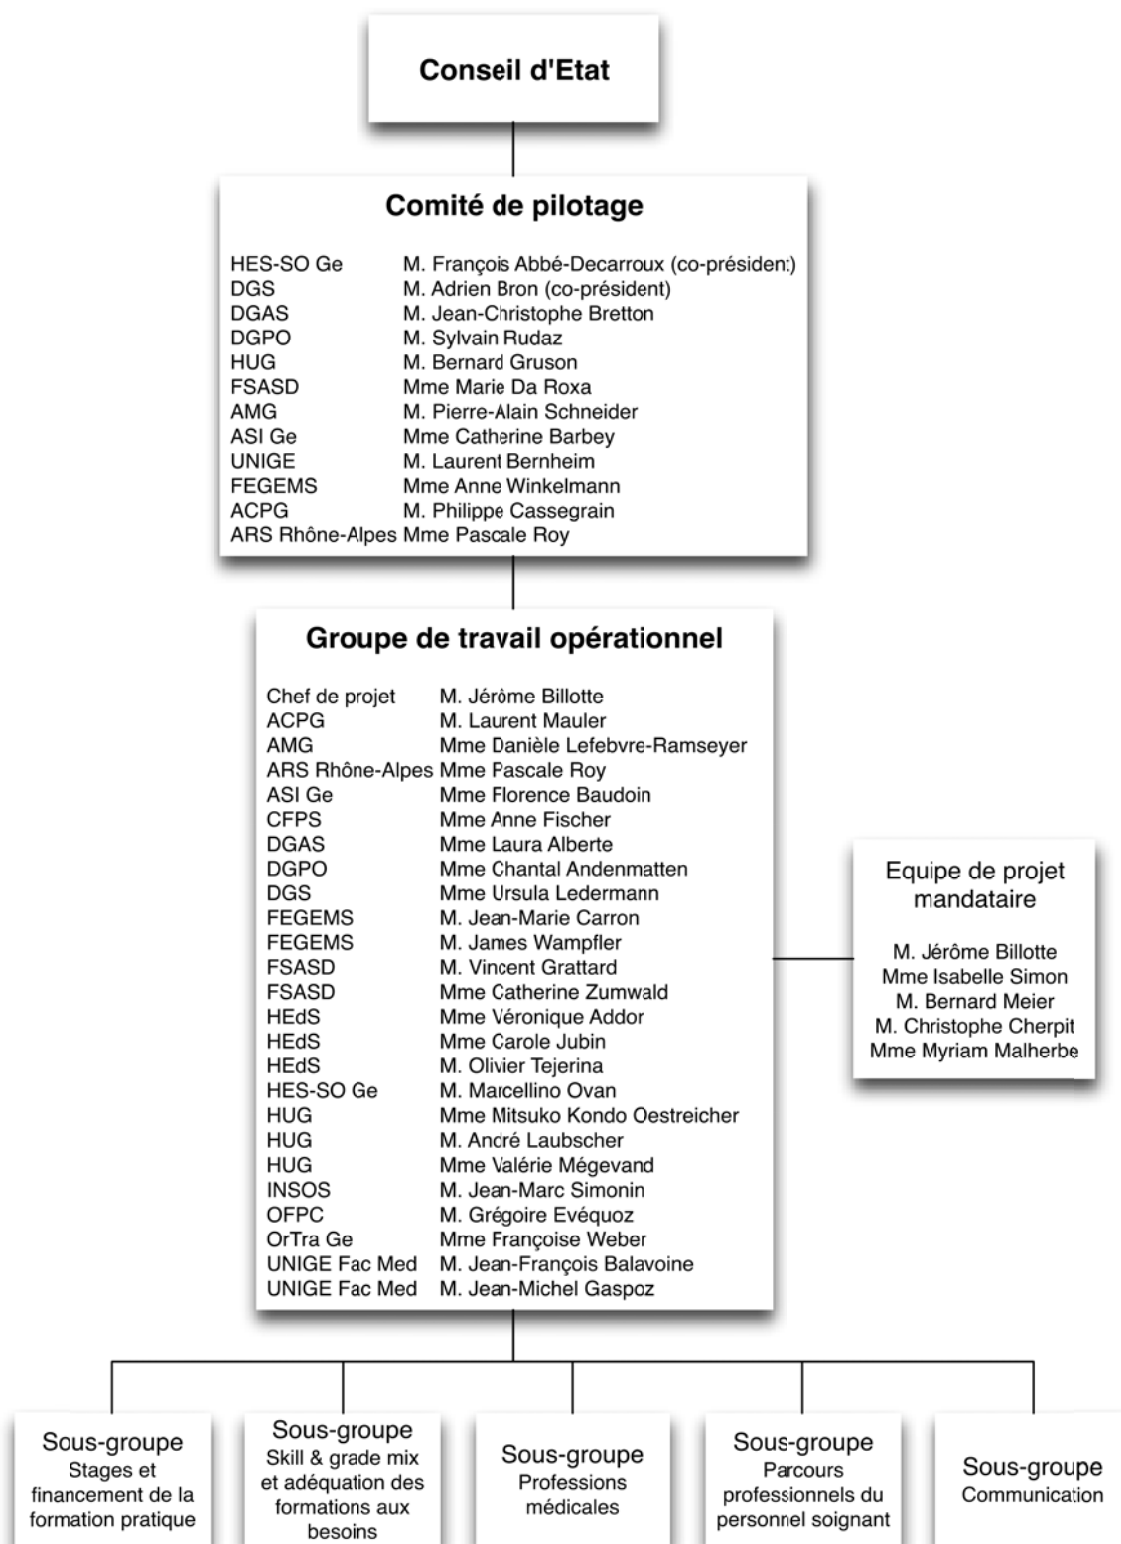 Conseil d'Etat
Comité de pilotage
HES-SO Ge M. François Abbé-Decarroux (co-président)
DGS M. Adrien Bron (co-président)
DGAS M. Jean-Christophe Bretton
DGPO M. Sylvain Rudaz
HUG M. Bernard Gruson
FSASD Mme Marie Da Roxa
AMG M. Pierre-Alain Schneider
ASI Ge Mme Catherine Barbey
UNIGE M. Laurent Bernheim
FEGEMS Mme Anne Winkelmann
ACPG M. Philippe Cassegrain
ARS Rhône-Alpes Mme Pascale Roy
Groupe de travail opérationnel
Chef de projet M. Jérôme Billotte
ACPG M. Laurent Mauler
AMG Mme Danièle Lefebvre-Ramseyer
ARS Rhône-Alpes Mme Pascale Roy
ASI Ge Mme Florence Baudoin
CFPS Mme Anne Fischer
DGAS Mme Laura Alberte
DGPO Mme Chantal Andenmatten
DGS Mme Ursula Ledermann
FEGEMS M. Jean-Marie Carron
FEGEMS M. James Wampfler
FSASD M. Vincent Grattard
FSASD Mme Catherine Zumwald
HEdS Mme Véronique Addor
HEdS Mme Carole Jubin
HEdS M. Olivier Tejerina
HES-SO Ge M. Marcellino Ovan
HUG Mme Mitsuko Kondo Oestreicher
HUG M. André Laubscher
HUG Mme Valérie Mégevand
INSOS M. Jean-Marc Simonin
OFPC M. Grégoire Evéquoz
OrTra Ge Mme Françoise Weber
UNIGE Fac Med M. Jean-François Balavoine
UNIGE Fac Med M. Jean-Michel Gaspoz
Equipe de projet
mandataire
M. Jérôme Billotte
Mme Isabelle Simon
M. Bernard Meier
M. Christophe Cherpit
Mme Myriam Malherbe
Sous-groupe
Stages et
financement de la
formation pratique
Sous-groupe
Skill & grade mix
et adéquation des
formations aux
besoins
Sous-groupe
Professions
médicales
Sous-groupe
Parcours
professionnels du
personnel soignant
Sous-groupe
Communication